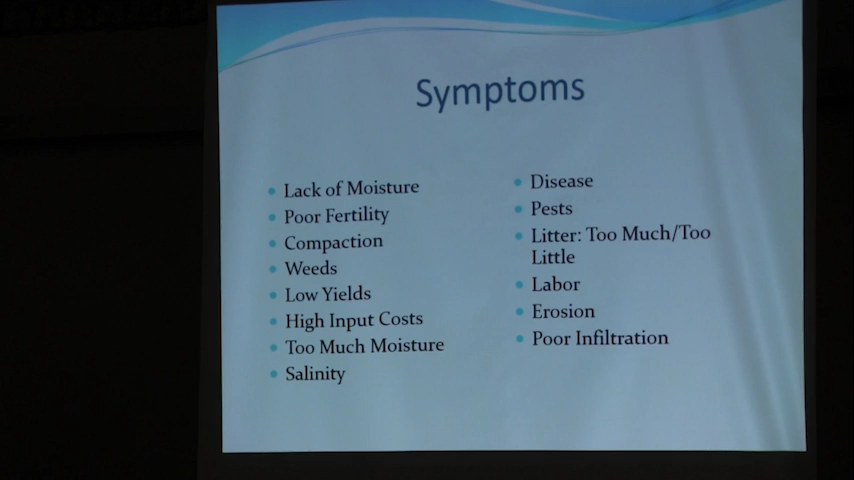 Symptoms
Lack of Moisture
Poor Fertility
Compaction
Weeds
Low Yields
High Input Costs
Too Much Moisture
Salinity
Disease
Pests
Litter: Too Much/Too
Little
Labor
Erosion
Poor Infiltration